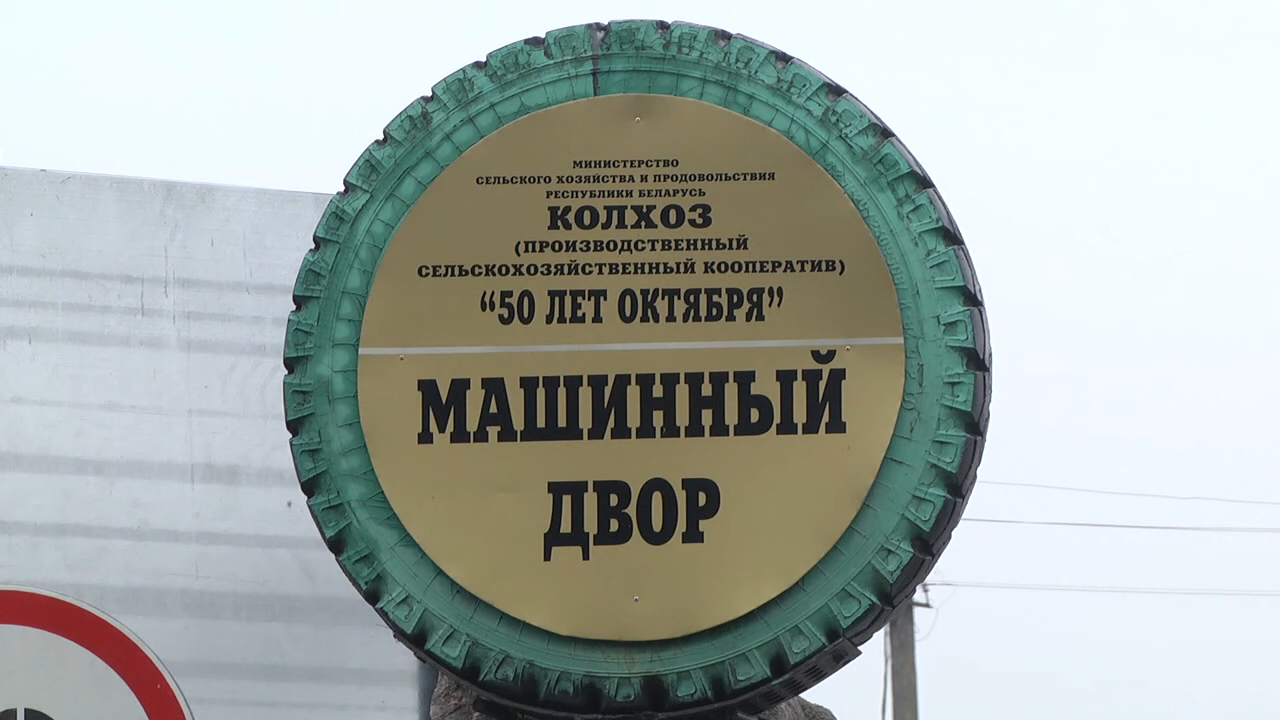 МИНИСТЕРСТВО
СЕЛЬСКОГО ХОЗЯЙСТВА И ПРОДОВОЛЬСТВИЯ
РЕСПУБЛИКИ БЕЛАРУСЬ
КОЛХОЗ
(ПРОИЗВОДСТВЕННЫЙ
СЕЛЬСКОХОЗЯЙСТВЕННЫЙ КООПЕРАТИВ)
“50 ЛЕТ ОКТЯБРЯ”
МАШИННЫЙ
ДВОР